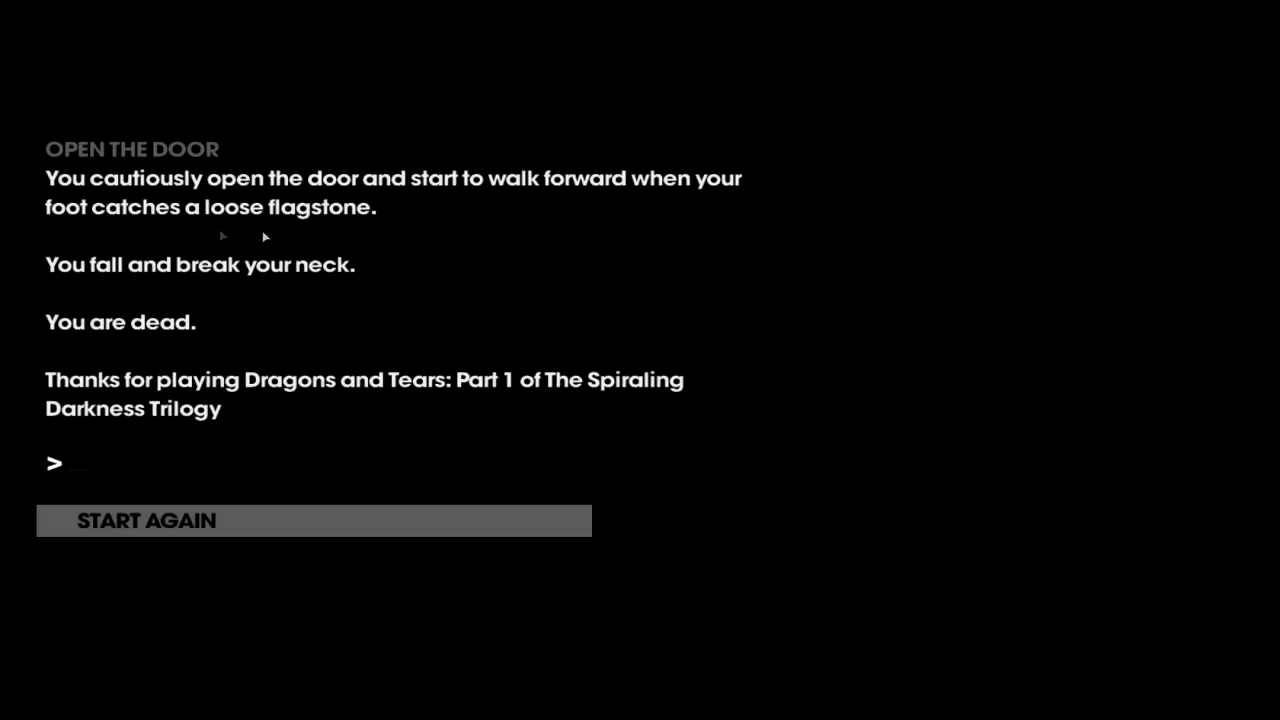 OPEN THE DOOR
You cautiously open the door and start to walk forward when your
foot catches a loose flagstone.
You fall and break your neck.
You are dead.
Thanks for playing Dragons and Tears: Part 1 of The Spiraling
Darkness Trilogy
>
START AGAIN